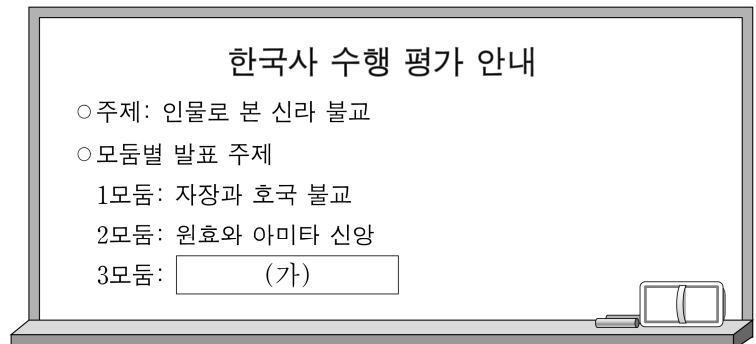 한국사 수행 평가 안내
○ 주제: 인물로 본 신라 불교
○ 모둠별 발표 주제
1모둠: 자장과 호국 불교
2모둠: 원효와 아미타 신앙
3모둠: (가)